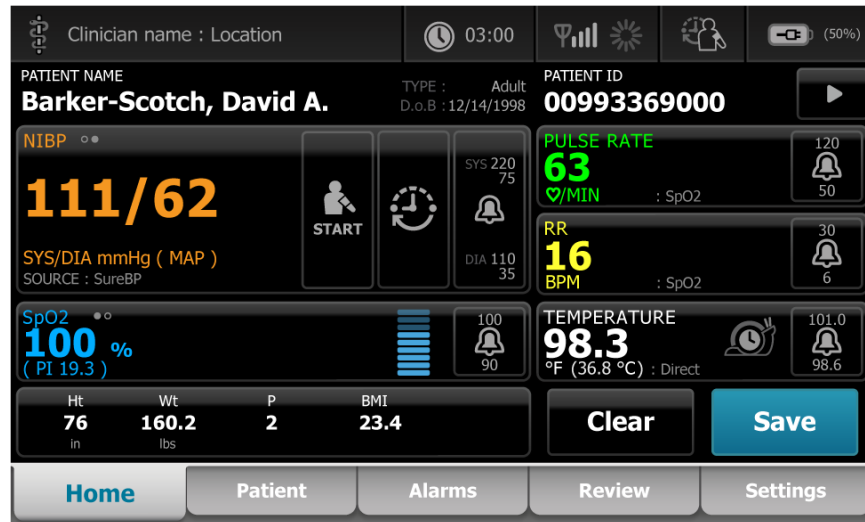 Clinician name : Location
03:00
(50%)
PATIENT NAME
Barker-Scotch, David A.
TYPE : Adult
D.o.B : 12/14/1998
PATIENT ID
00993369000
NIBP
111/62
SYS/DIA mmHg ( MAP )
SOURCE : SureBP
START
SYS 220
75
DIA 110
35
PULSE RATE
63
/MIN : SpO2
120
50
RR
16
BPM : SpO2
30
6
SpO2
100 %
( PI 19.3 )
100
90
TEMPERATURE
98.3
°F (36.8 °C) : Direct
101.0
98.6
Ht Wt P BMI
76 160.2 2 23.4
in lbs
Clear
Save
Home Patient Alarms Review Settings